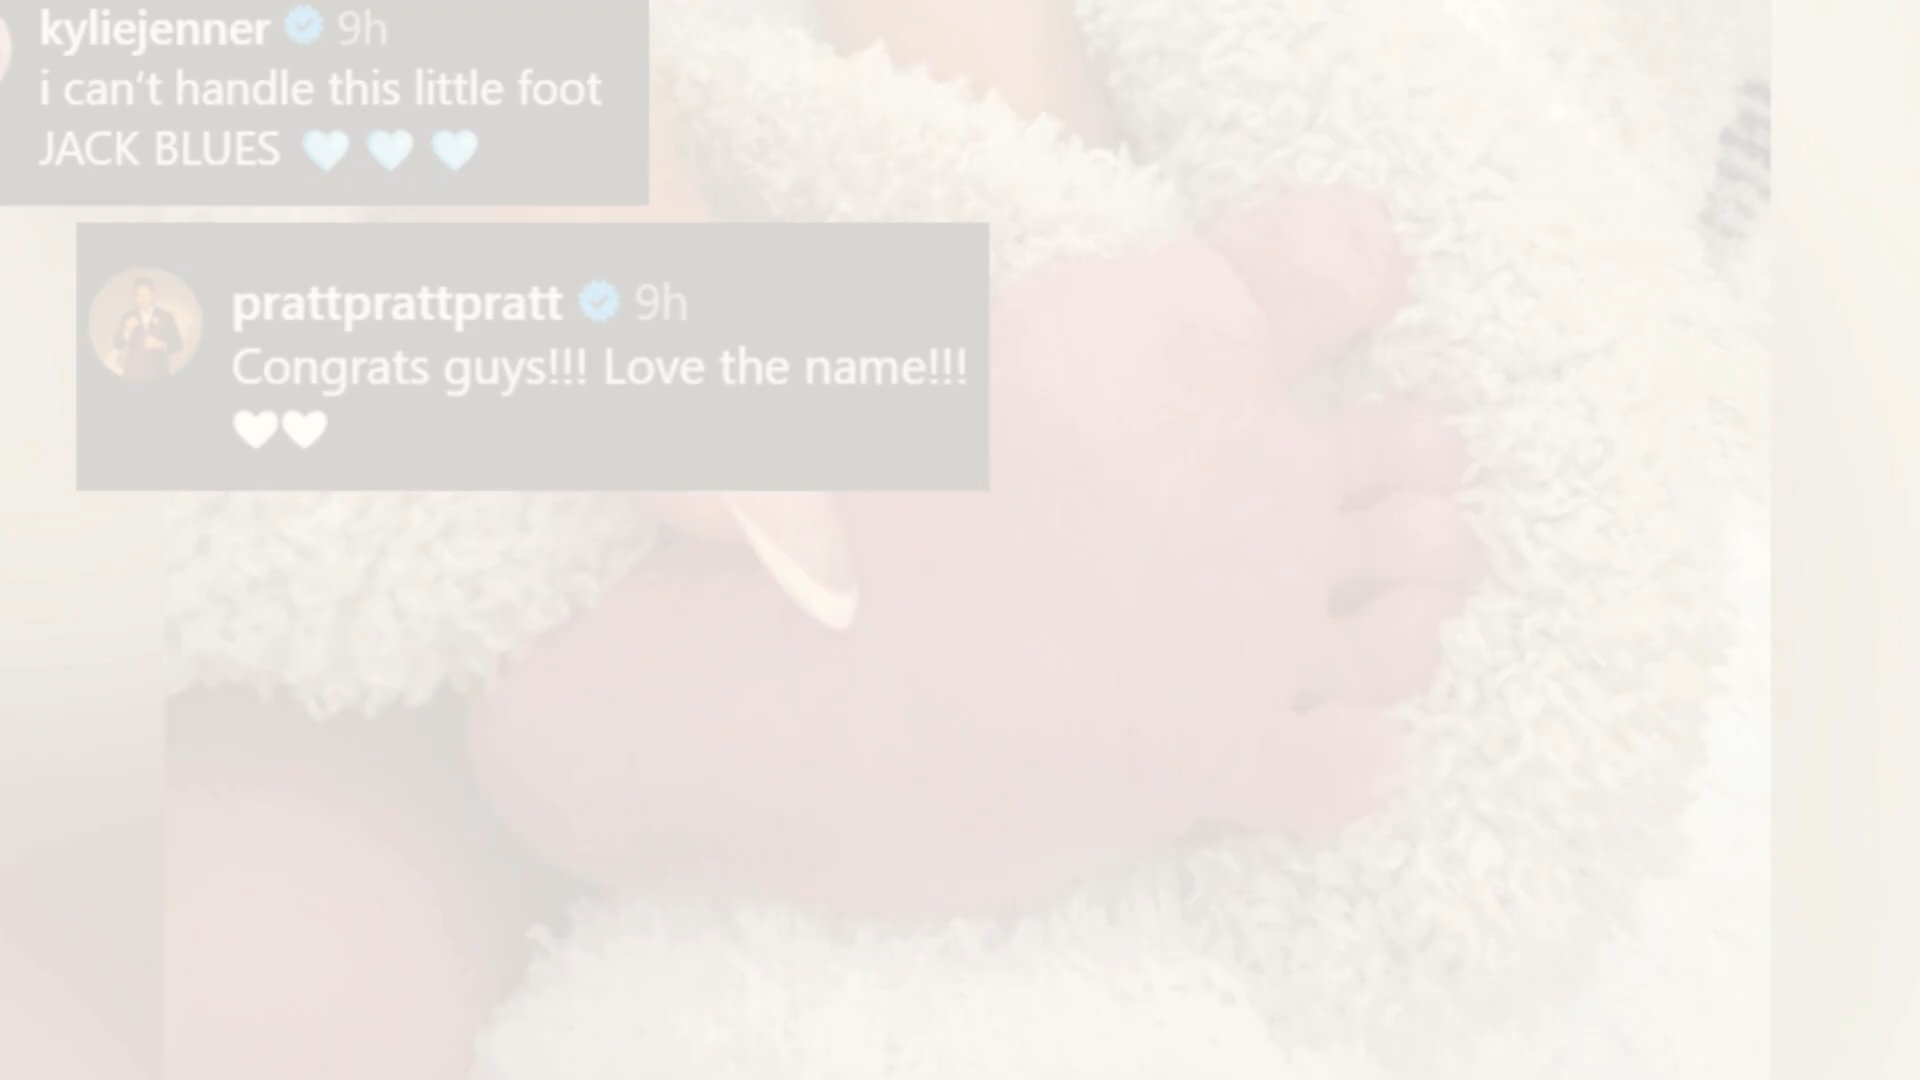 kyliejenner 9h
i can't handle this little foot
JACK BLUES 🩵 🩵 🩵
prattprattpratt 9h
Congrats guys!!! Love the name!!!
🤍🤍